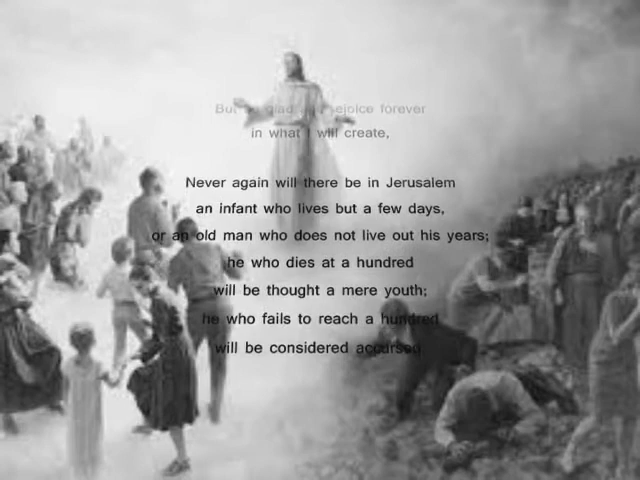 But be glad and rejoice forever
in what I will create,
Never again will there be in Jerusalem
an infant who lives but a few days,
or an old man who does not live out his years;
he who dies at a hundred
will be thought a mere youth;
he who fails to reach a hundred
will be considered accursed